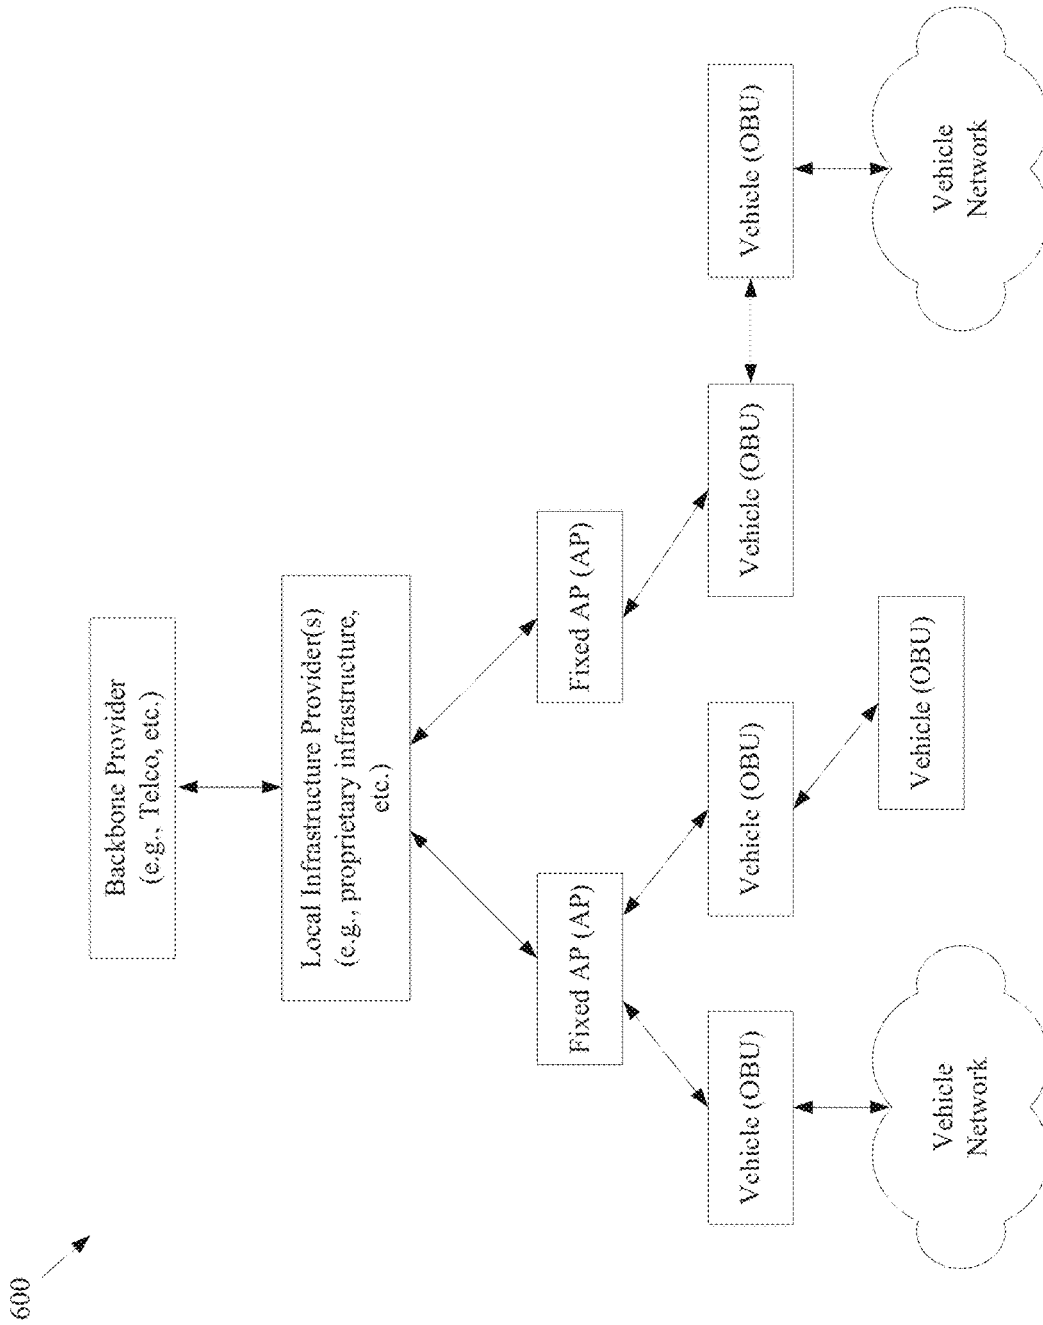 600
Backbone Provider
(e.g., Telco, etc.)
Local Infrastructure Provider(s)
(e.g., proprietary infrastructure,
etc.)
Fixed AP (AP)
Fixed AP (AP)
Vehicle (OBU)
Vehicle (OBU)
Vehicle (OBU)
Vehicle (OBU)
Vehicle (OBU)
Vehicle
Network
Vehicle
Network